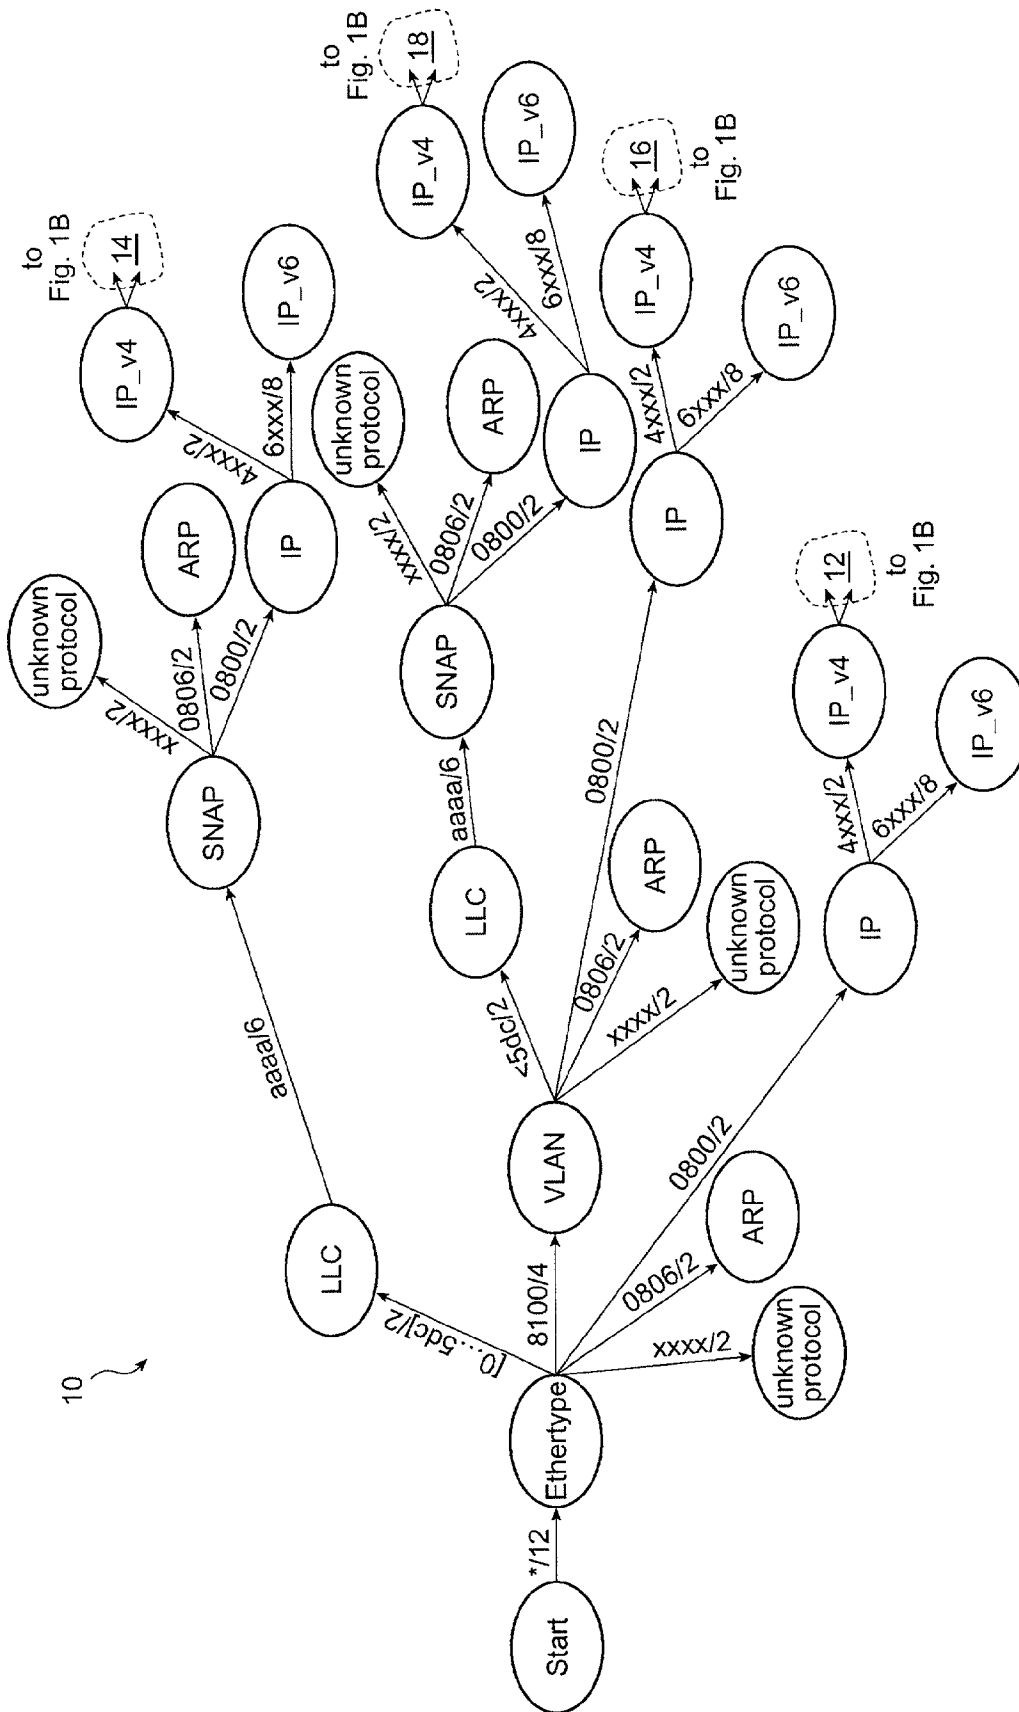 10
Start
*/12
Ethertype
[0...5dc]/2
8100/4
0800/2
0806/2
xxxx/2
LLC
aaaa/6
SNAP
xxxx/2
0806/2
0800/2
unknown
protocol
ARP
IP
4xxx/2
6xxx/8
IP_v4
IP_v6
14
to
Fig. 1B
VLAN
<5dc/2
0800/2
0806/2
xxxx/2
LLC
aaaa/6
SNAP
xxxx/2
0806/2
0800/2
unknown
protocol
ARP
IP
4xxx/2
6xxx/8
IP_v4
IP_v6
18
to
Fig. 1B
IP
4xxx/2
6xxx/8
IP_v4
IP_v6
16
to
Fig. 1B
ARP
unknown
protocol
IP
4xxx/2
6xxx/8
IP_v4
IP_v6
12
to
Fig. 1B
ARP
unknown
protocol